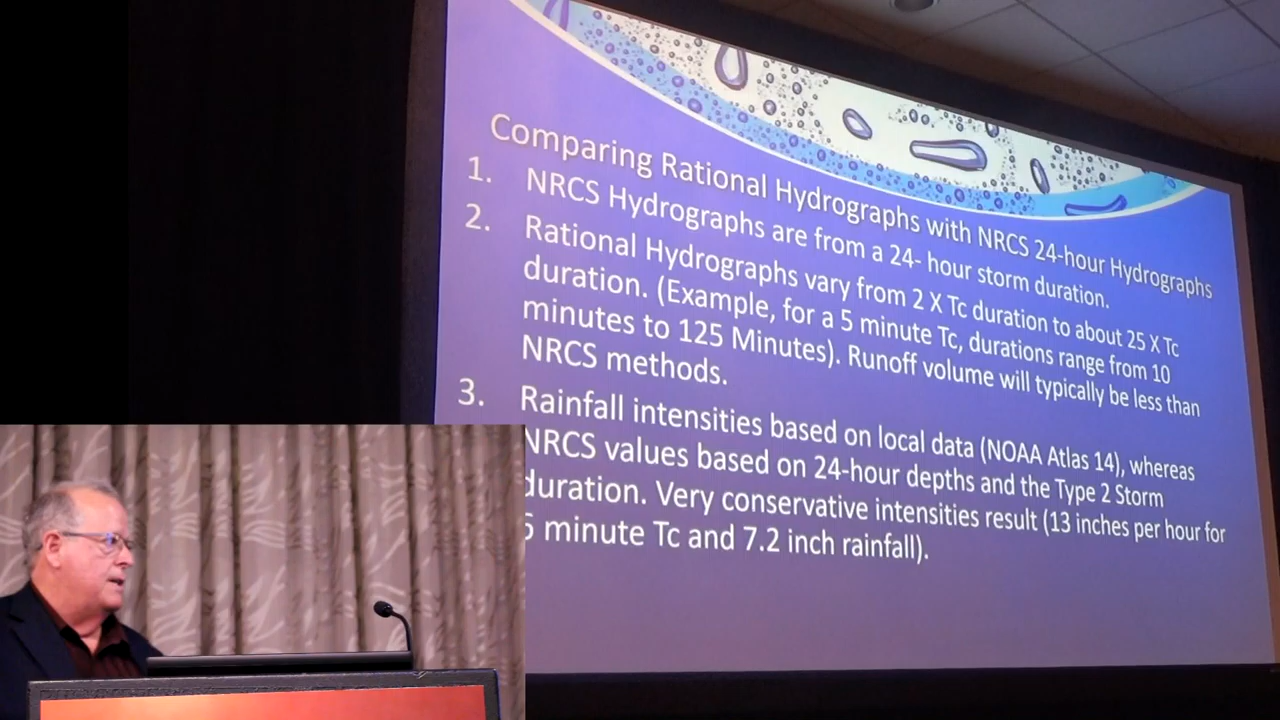 Comparing Rational Hydrographs with NRCS 24-hour Hydrographs
1. NRCS Hydrographs are from a 24- hour storm duration.
2. Rational Hydrographs vary from 2 X Tc duration to about 25 X Tc
duration. (Example, for a 5 minute Tc, durations range from 10
minutes to 125 Minutes). Runoff volume will typically be less than
NRCS methods.
3. Rainfall intensities based on local data (NOAA Atlas 14), whereas
NRCS values based on 24-hour depths and the Type 2 Storm
duration. Very conservative intensities result (13 inches per hour for
5 minute Tc and 7.2 inch rainfall).